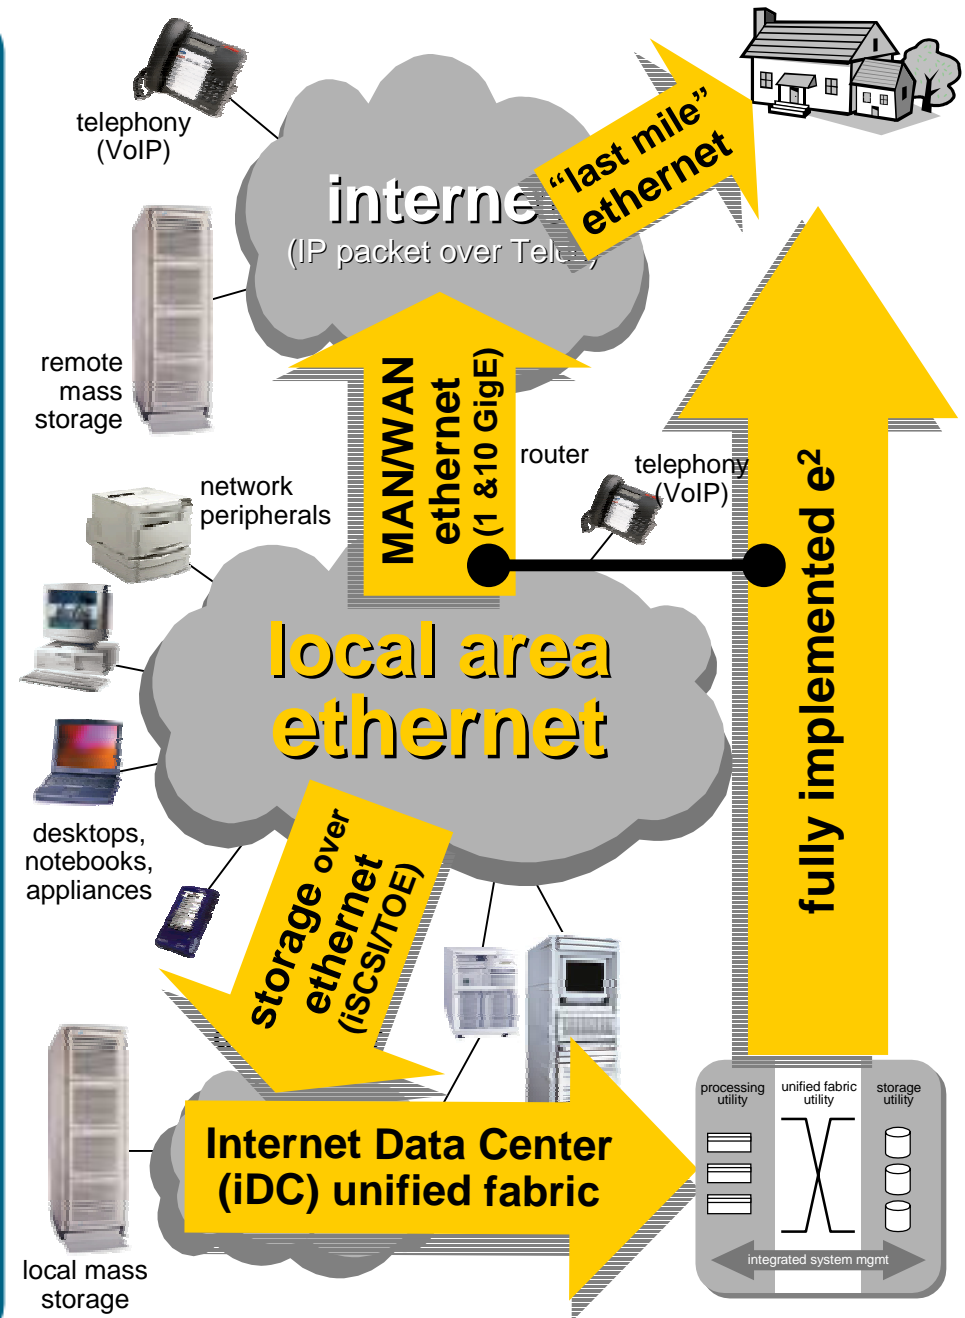 telephony
(VoIP)
"last mile"
ethernet
interne
(IP packet over Tel
remote
mass
storage
MAN/WAN
ethernet
(1 &10 GigE)
router
telephony
(VoIP)
network
peripherals
local area
ethernet
fully implemented e²
desktops,
notebooks,
appliances
storage over
ethernet
(iSCSI/TOE)
processing
utility
unified fabric
utility
storage
utility
Internet Data Center
(iDC) unified fabric
integrated system mgmt
local mass
storage